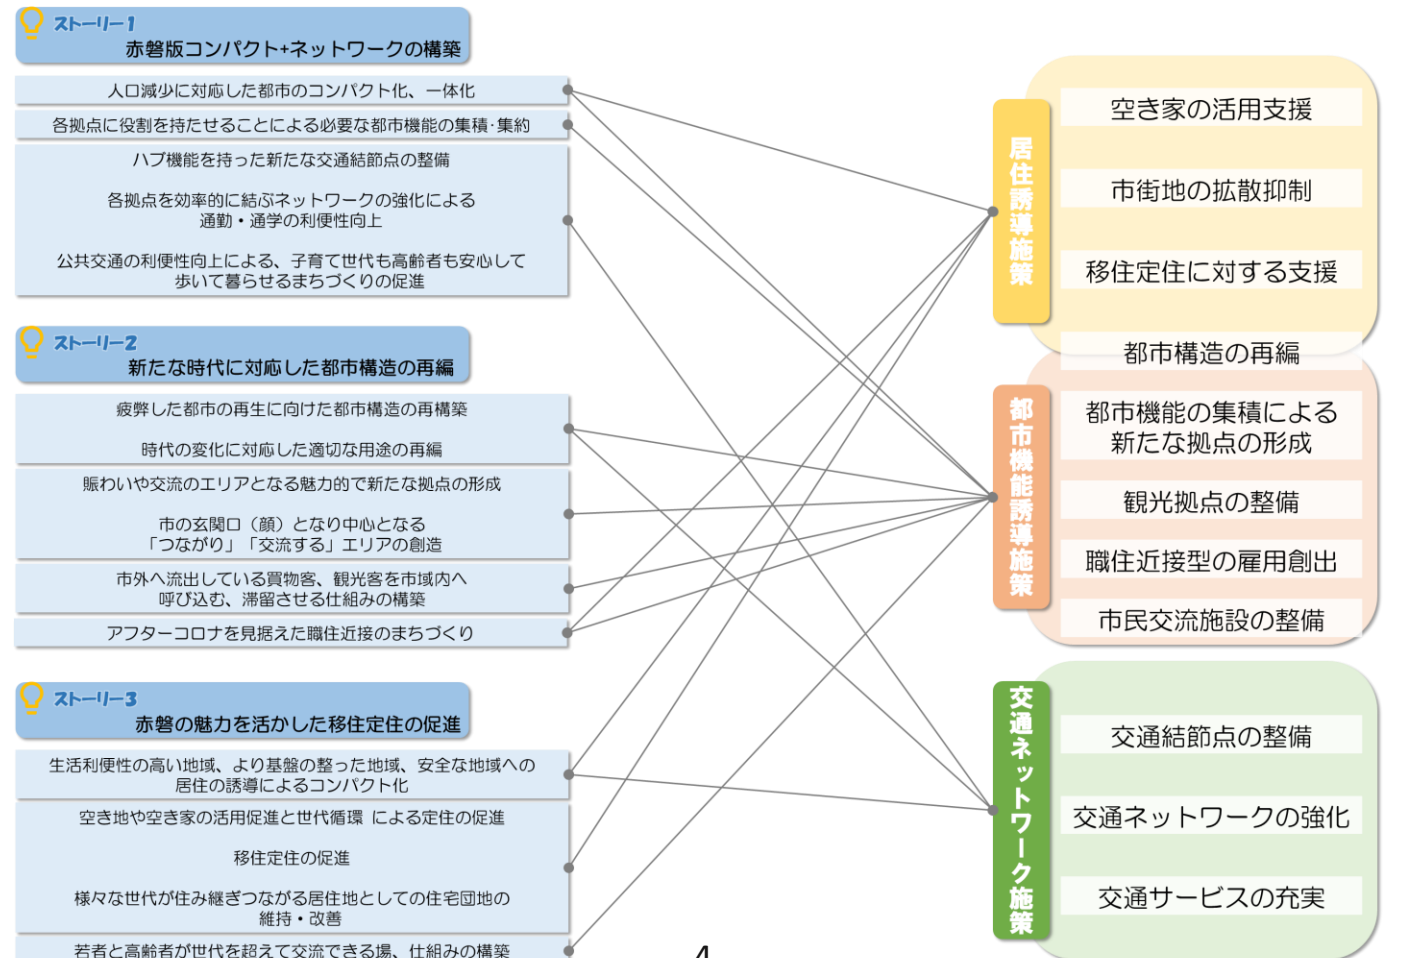 ストーリー1
赤磐版コンパクト+ネットワークの構築
人口減少に対応した都市のコンパクト化、一体化
各拠点に役割を持たせることによる必要な都市機能の集積・集約
ハブ機能を持った新たな交通結節点の整備
各拠点を効率的に結ぶネットワークの強化による
通勤・通学の利便性向上
公共交通の利便性向上による、子育て世代も高齢者も安心して
歩いて暮らせるまちづくりの促進
ストーリー2
新たな時代に対応した都市構造の再編
疲弊した都市の再生に向けた都市構造の再構築
時代の変化に対応した適切な用途の再編
賑わいや交流のエリアとなる魅力的で新たな拠点の形成
市の玄関口（顔）となり中心となる
「つながり」「交流する」エリアの創造
市外へ流出している買物客、観光客を市域内へ
呼び込む、滞留させる仕組みの構築
アフターコロナを見据えた職住近接のまちづくり
ストーリー3
赤磐の魅力を活かした移住定住の促進
生活利便性の高い地域、より基盤の整った地域、安全な地域への
居住の誘導によるコンパクト化
空き地や空き家の活用促進と世代循環 による定住の促進
移住定住の促進
様々な世代が住み継ぎつながる居住地としての住宅団地の
維持・改善
若者と高齢者が世代を超えて交流できる場、仕組みの構築
居住誘導施策
空き家の活用支援
市街地の拡散抑制
移住定住に対する支援
都市構造の再編
都市機能誘導施策
都市機能の集積による
新たな拠点の形成
観光拠点の整備
職住近接型の雇用創出
市民交流施設の整備
交通ネットワーク施策
交通結節点の整備
交通ネットワークの強化
交通サービスの充実
4